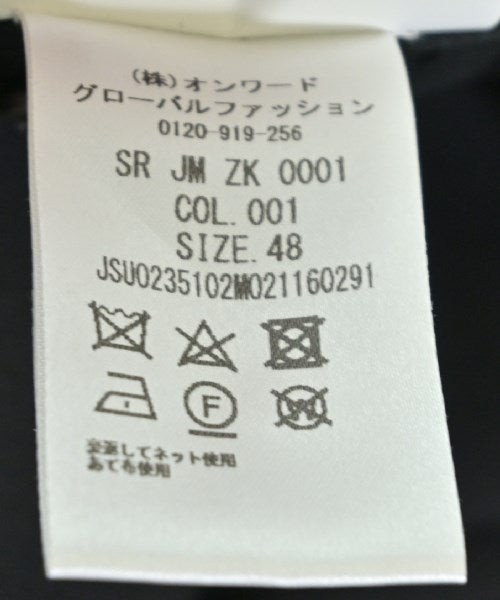 (株)オンワード
グローバルファッション
0120-919-256
SR JM ZK 0001
COL. 001
SIZE. 48
JSU0235102M021160291
F
W
裏返してネット使用
あて布使用